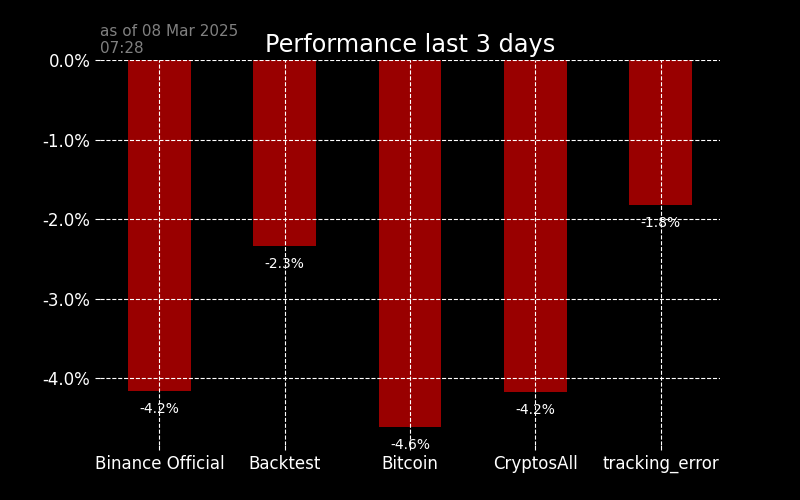 as of 08 Mar 2025
07:28
Performance last 3 days
0.0%
-1.0%
-2.0%
-3.0%
-4.0%
-4.2%
-2.3%
-4.6%
-4.2%
-1.8%
Binance Official
Backtest
Bitcoin
CryptosAll
tracking_error